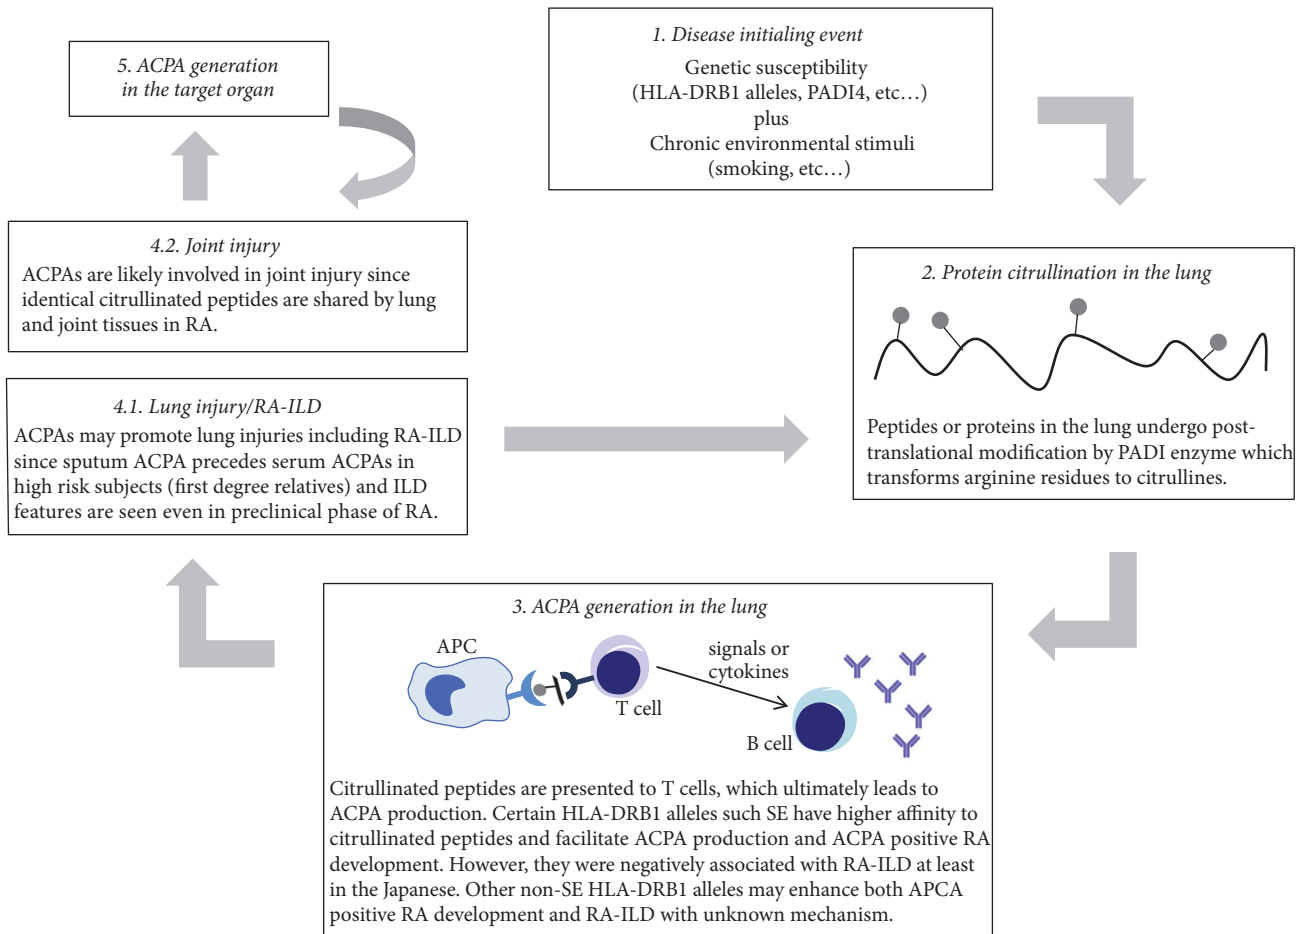 1. Disease initialing event
Genetic susceptibility
(HLA-DRB1 alleles, PADI4, etc…)
plus
Chronic environmental stimuli
(smoking, etc…)
2. Protein citrullination in the lung
Peptides or proteins in the lung undergo post-
translational modification by PADI enzyme which
transforms arginine residues to citrullines.
3. ACPA generation in the lung
APC
T cell
signals or
cytokines
B cell
Citrullinated peptides are presented to T cells, which ultimately leads to
ACPA production. Certain HLA-DRB1 alleles such SE have higher affinity to
citrullinated peptides and facilitate ACPA production and ACPA positive RA
development. However, they were negatively associated with RA-ILD at least
in the Japanese. Other non-SE HLA-DRB1 alleles may enhance both APCA
positive RA development and RA-ILD with unknown mechanism.
4.1. Lung injury/RA-ILD
ACPAs may promote lung injuries including RA-ILD
since sputum ACPA precedes serum ACPAs in
high risk subjects (first degree relatives) and ILD
features are seen even in preclinical phase of RA.
4.2. Joint injury
ACPAs are likely involved in joint injury since
identical citrullinated peptides are shared by lung
and joint tissues in RA.
5. ACPA generation
in the target organ